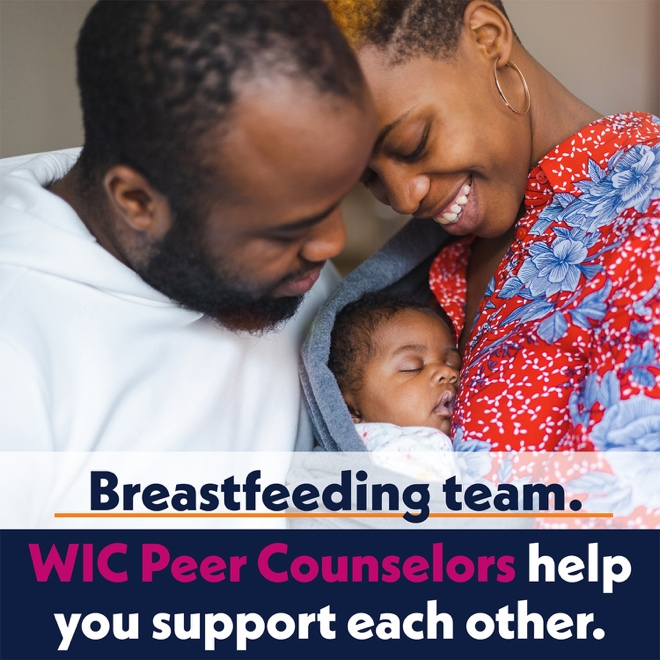 Breastfeeding team.
WIC Peer Counselors help
you support each other.